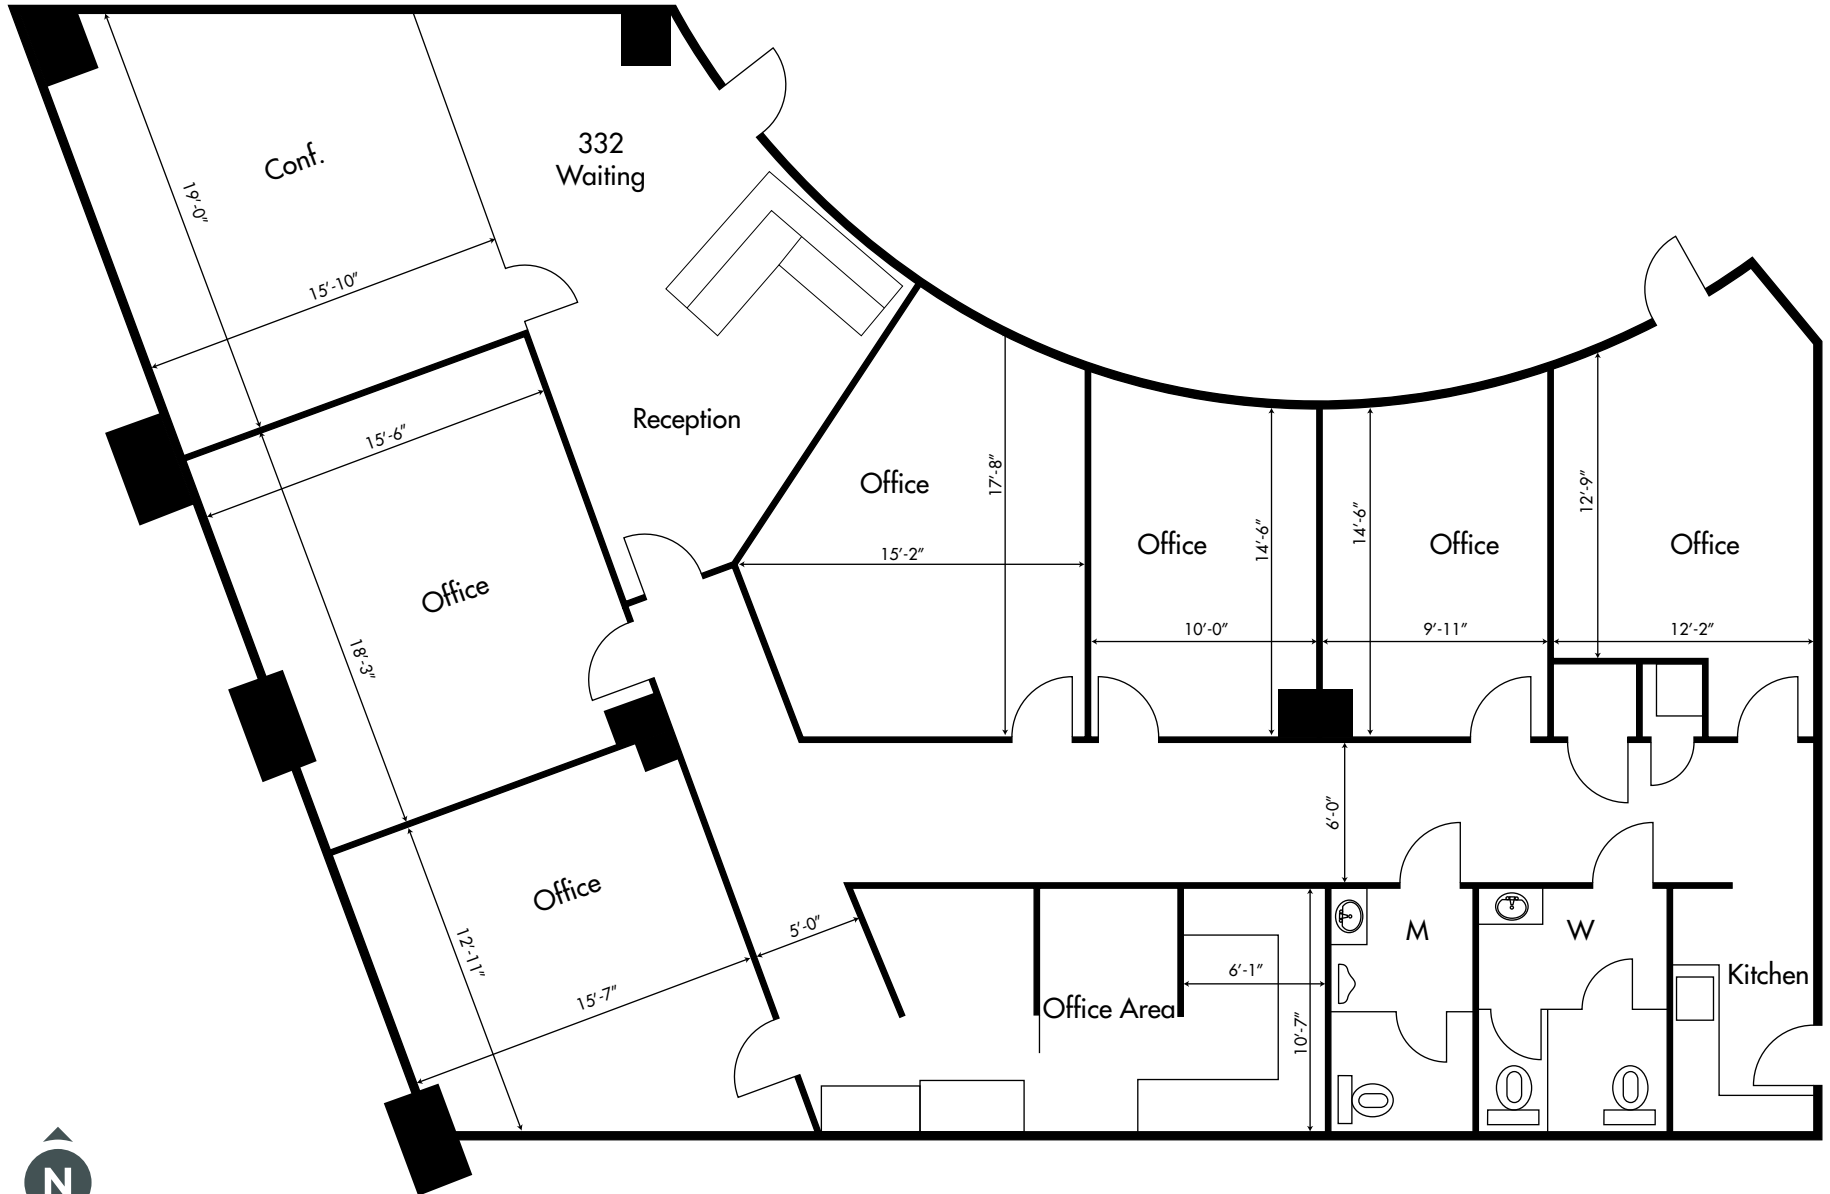 332
Waiting
Conf.
19'-0"
15'-10"
15'-6"
Reception
Office
17'-8"
15'-2"
Office
14'-6"
10'-0"
14'-6"
Office
9'-11"
12'-9"
Office
12'-2"
Office
18'-3"
6'-0"
Office
12'-11"
15'-7"
5'-0"
Office Area
6'-1"
10'-7"
M
W
Kitchen
N